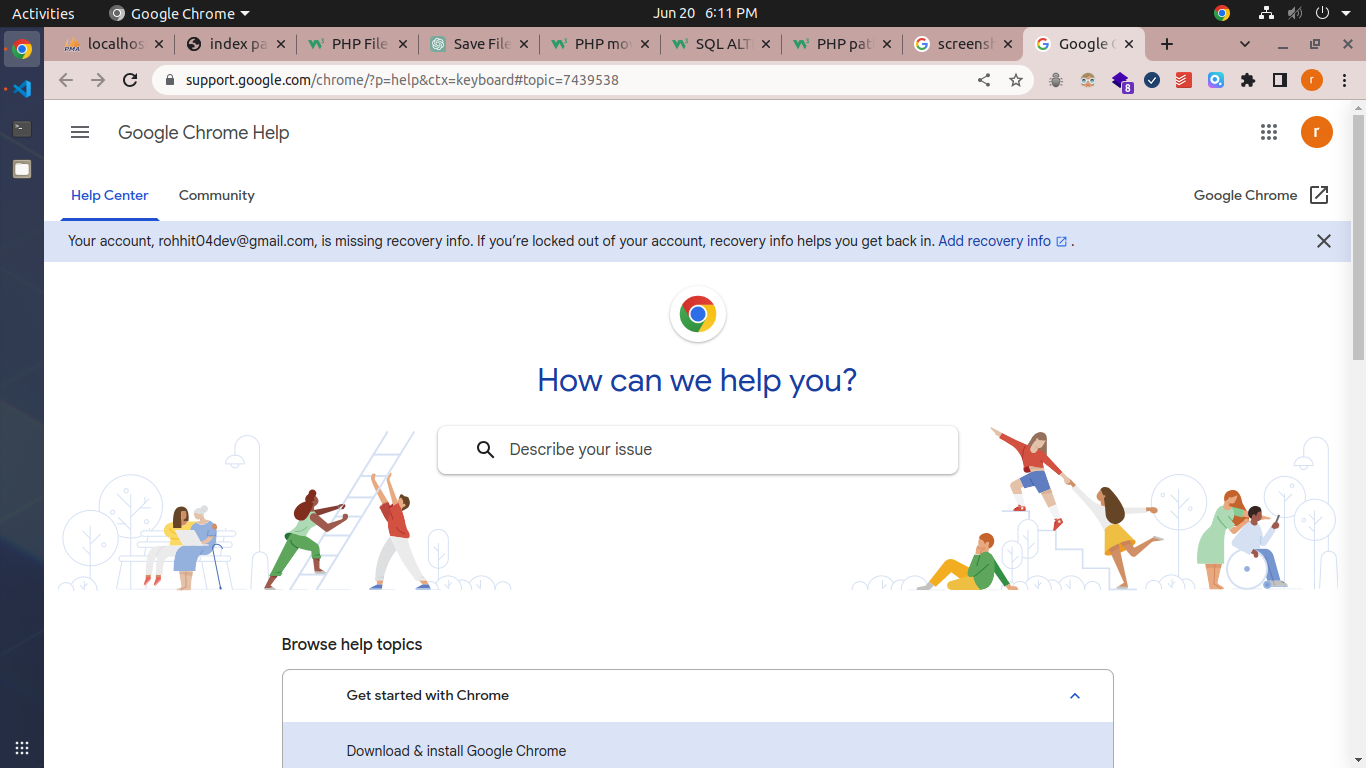 Activities Google Chrome Jun 20 6:11 PM
localhos index pa PHP File Save File PHP mov SQL ALT PHP pat screensh Google C
support.google.com/chrome/?p=help&ctx=keyboard#topic=7439538 8 r
Google Chrome Help r
Help Center Community Google Chrome
Your account, rohhit04dev@gmail.com, is missing recovery info. If you’re locked out of your account, recovery info helps you get back in. Add recovery info .
How can we help you?
Describe your issue
Browse help topics
Get started with Chrome
Download & install Google Chrome